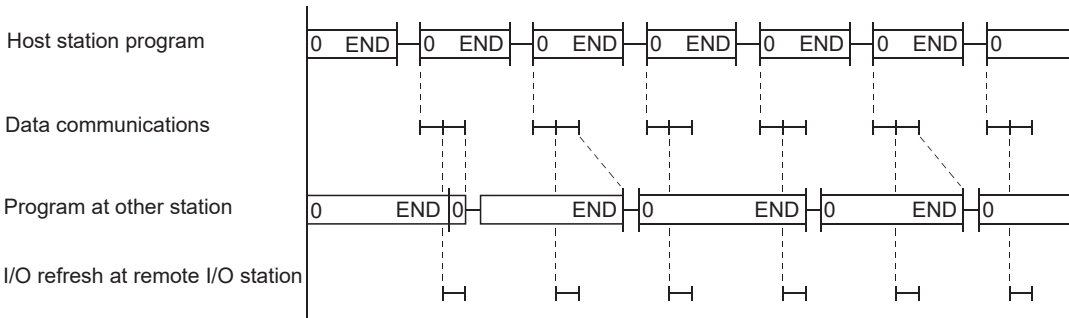 Host station program
0 END 0 END 0 END 0 END 0 END 0 END 0
Data communications
Program at other station
0 END 0 END 0 END 0 END 0
I/O refresh at remote I/O station